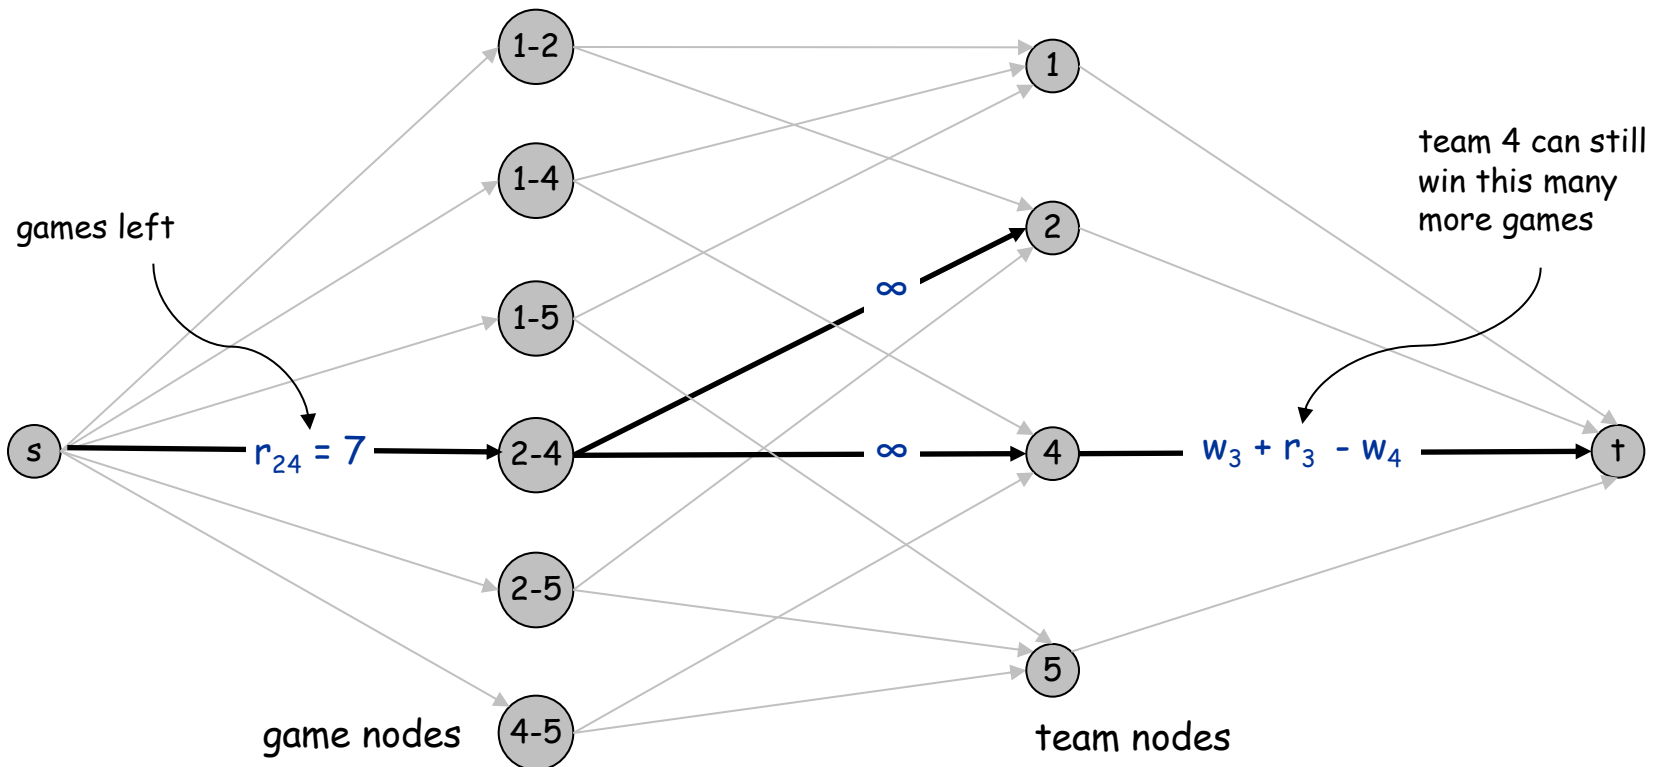 1-2
1
team 4 can still
win this many
more games
1-4
games left
2
∞
1-5
s
r24 = 7
2-4
∞
4
w3 + r3 - w4
t
2-5
5
game nodes
4-5
team nodes